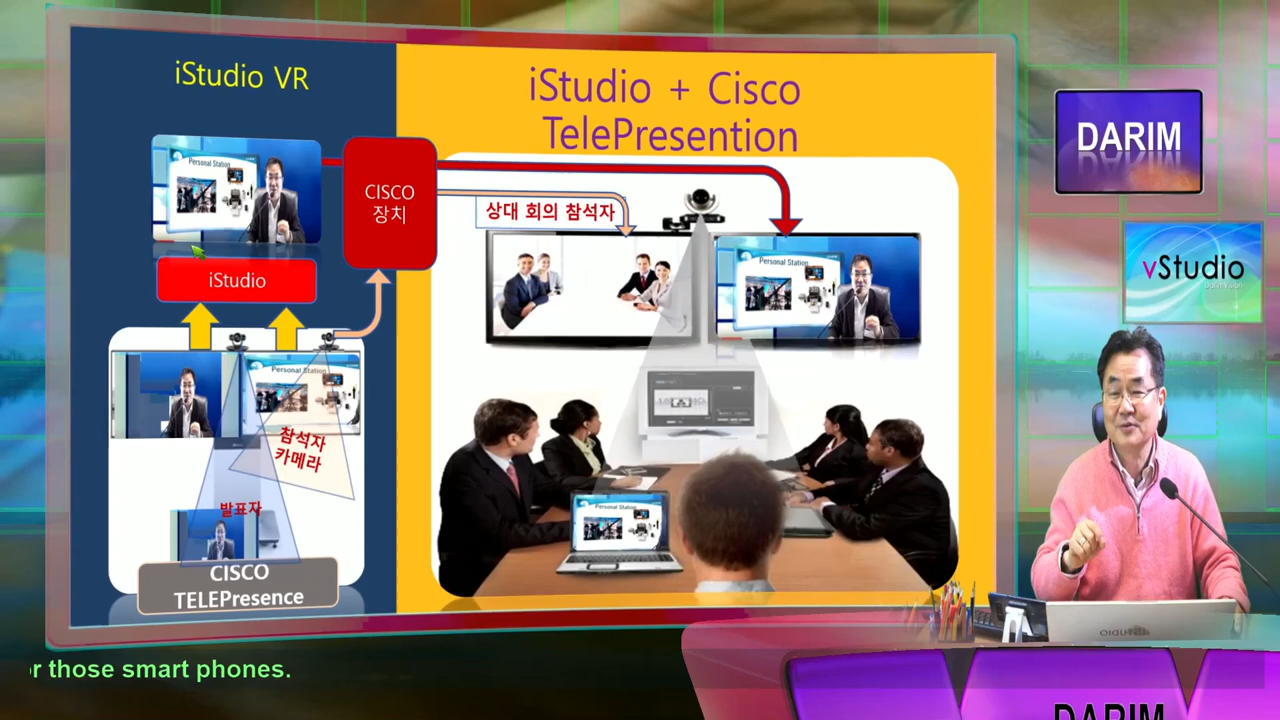 iStudio VR
iStudio + Cisco
TelePresention
DARIM
Personal Station
CISCO
장치
상대 회의 참석자
vStudio
iStudio
Personal Station
Personal Station
참석자
카메라
발표자
Personal Station
CISCO
TELEPresence
r those smart phones.
DARIM